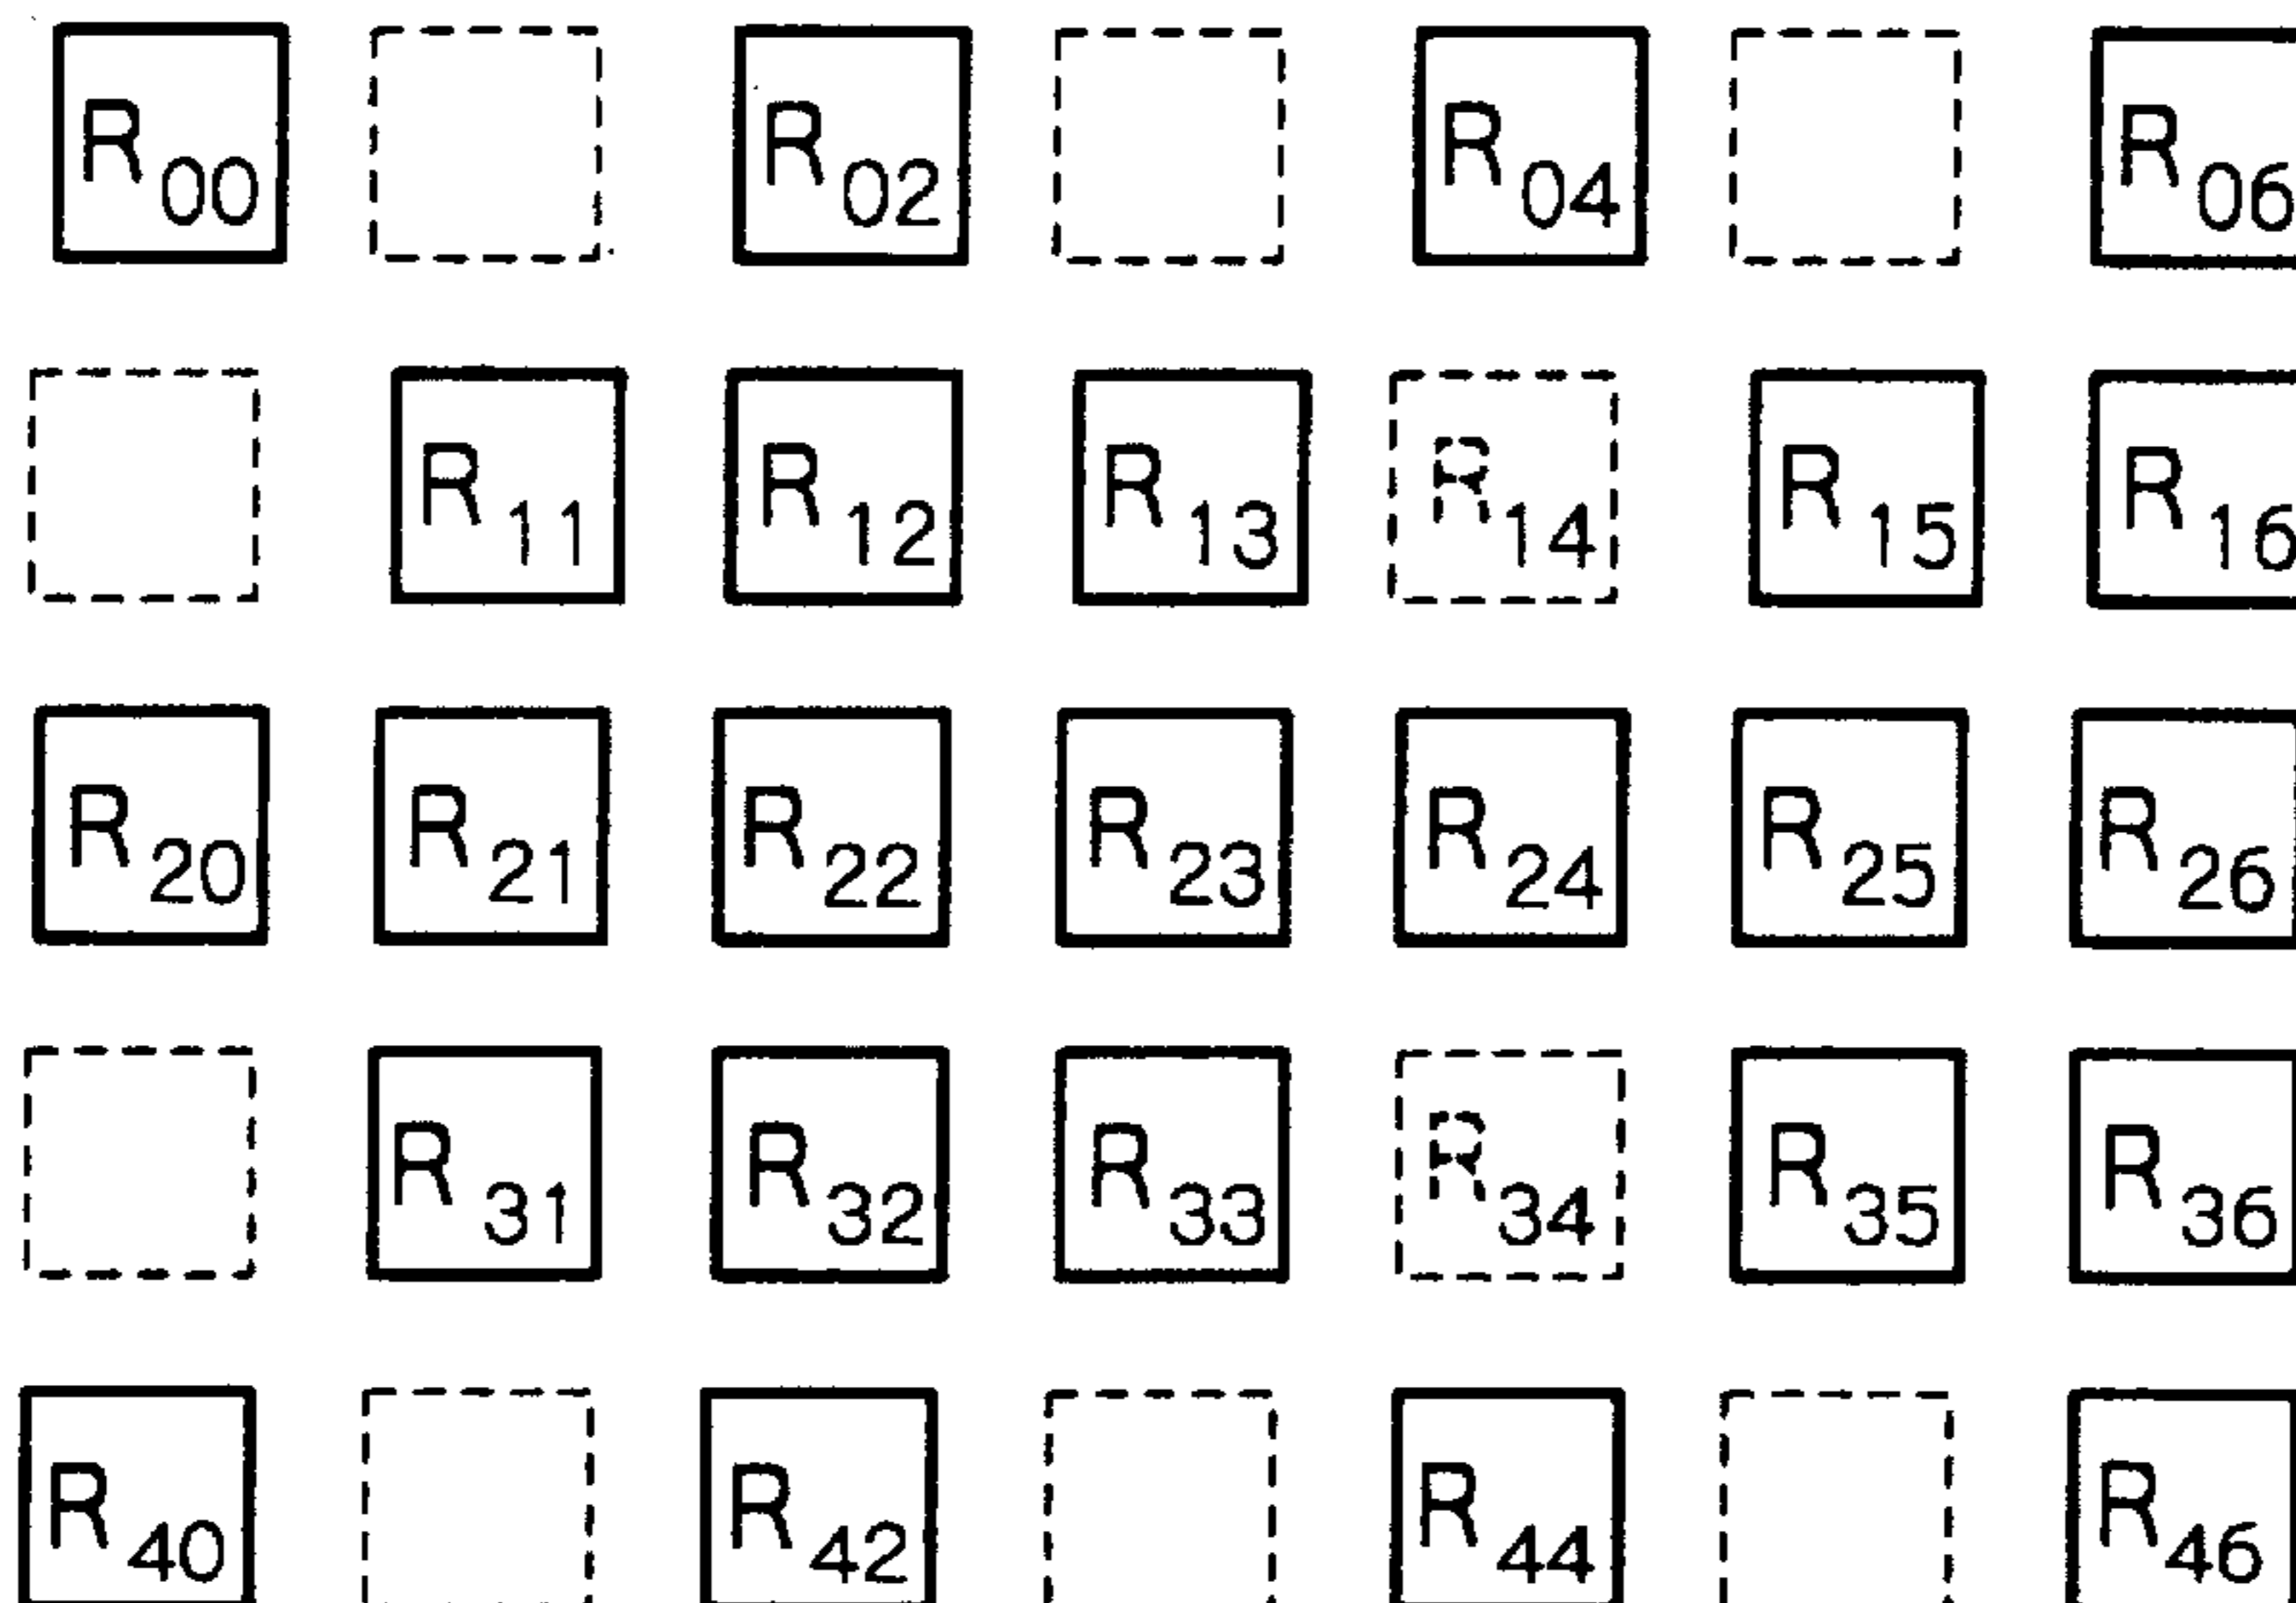 R00 R02 R04 R06
R11 R12 R13 R14 R15 R16
R20 R21 R22 R23 R24 R25 R26
R31 R32 R33 R34 R35 R36
R40 R42 R44 R46